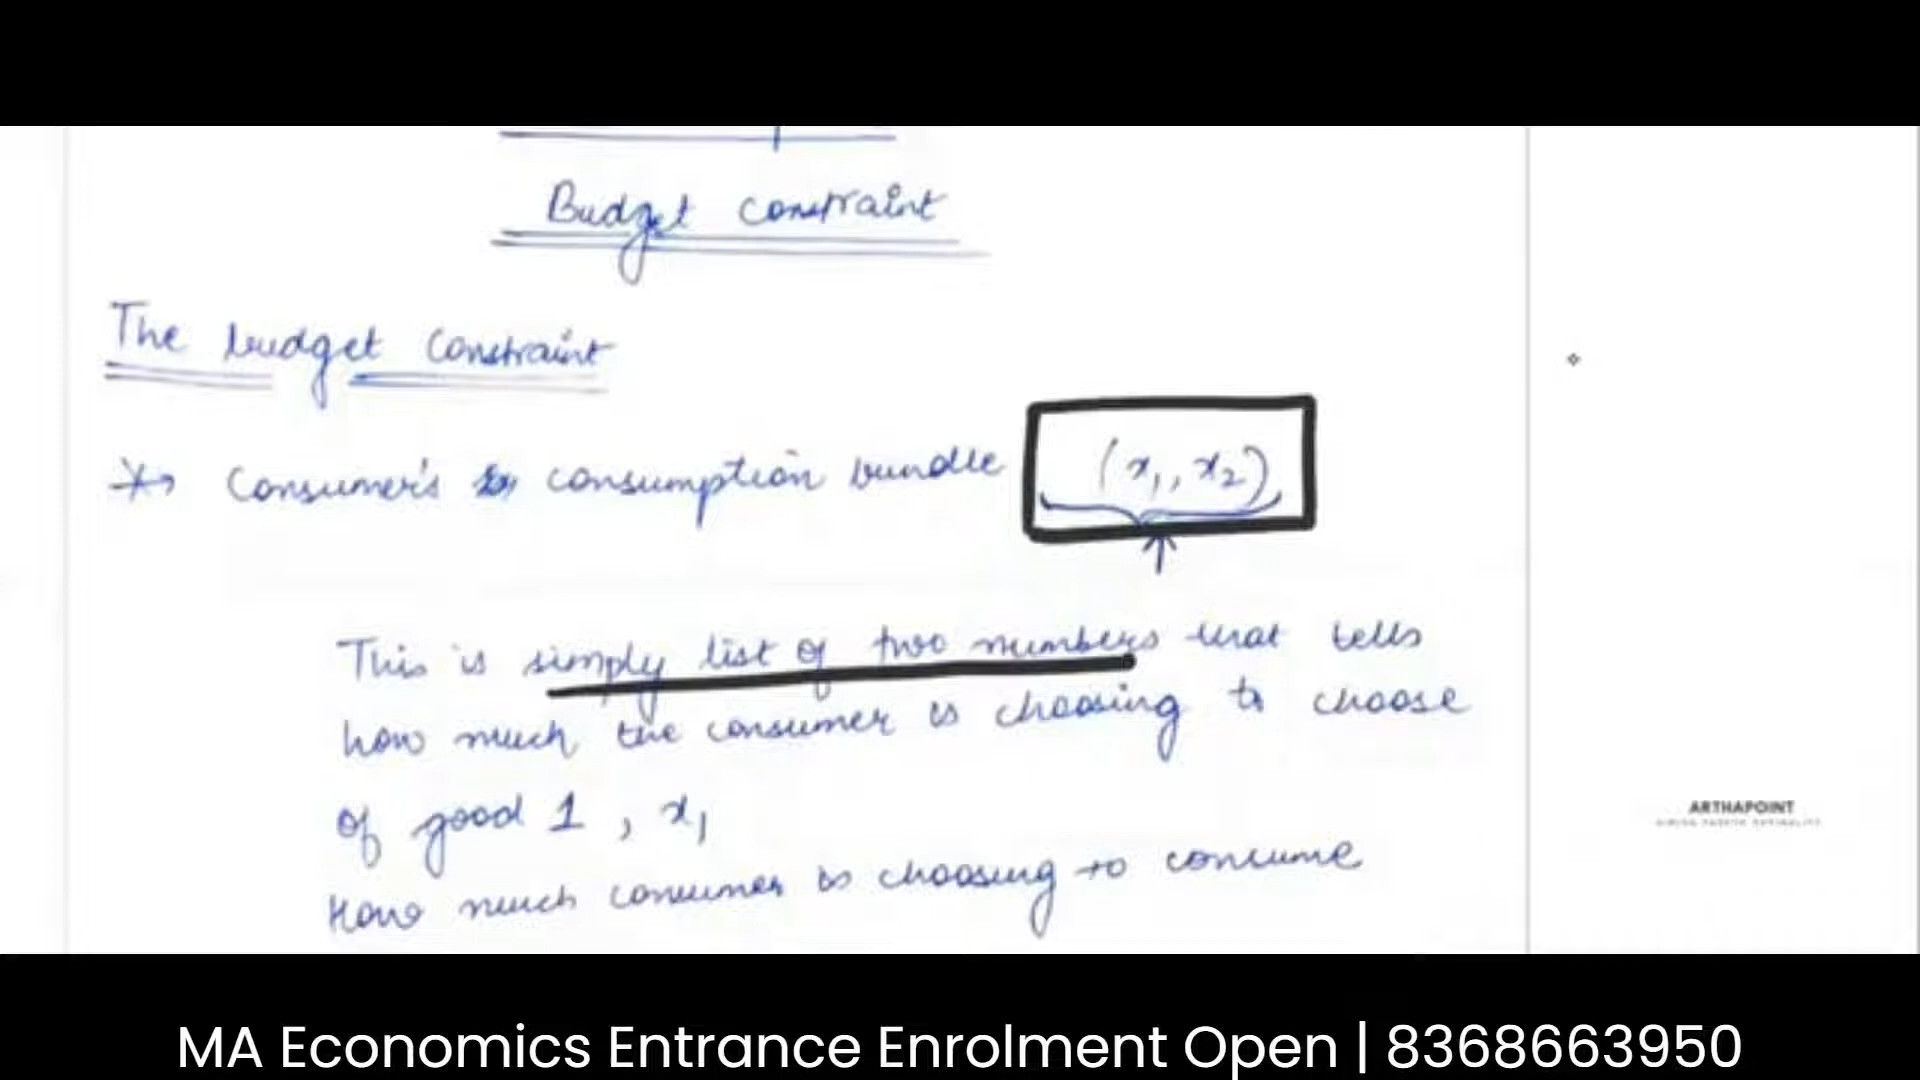 Budget constraint
The budget constraint
Consumer's consumption bundle (x₁, x₂)
This is simply list of two numbers that tells
how much the consumer is choosing to choose
of good 1 , x₁
How much consumer is choosing to consume
ARTHAPOINT
MA Economics Entrance Enrolment Open | 8368663950